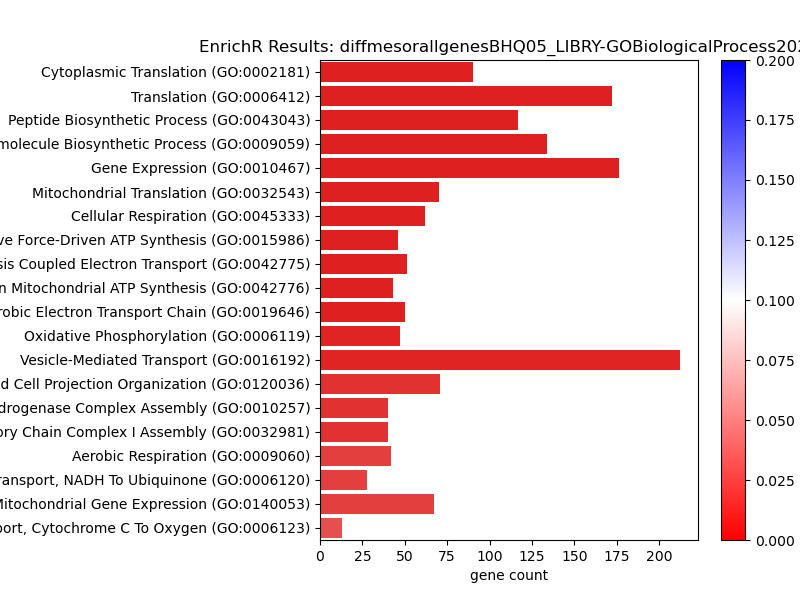 EnrichR Results: diffmesorallgenesBHQ05_LIBRY-GOBiologicalProcess202
Cytoplasmic Translation (GO:0002181)
Translation (GO:0006412)
Peptide Biosynthetic Process (GO:0043043)
molecule Biosynthetic Process (GO:0009059)
Gene Expression (GO:0010467)
Mitochondrial Translation (GO:0032543)
Cellular Respiration (GO:0045333)
ve Force-Driven ATP Synthesis (GO:0015986)
sis Coupled Electron Transport (GO:0042775)
n Mitochondrial ATP Synthesis (GO:0042776)
robic Electron Transport Chain (GO:0019646)
Oxidative Phosphorylation (GO:0006119)
Vesicle-Mediated Transport (GO:0016192)
d Cell Projection Organization (GO:0120036)
drogenase Complex Assembly (GO:0010257)
ory Chain Complex I Assembly (GO:0032981)
Aerobic Respiration (GO:0009060)
ransport, NADH To Ubiquinone (GO:0006120)
Mitochondrial Gene Expression (GO:0140053)
port, Cytochrome C To Oxygen (GO:0006123)
0 25 50 75 100 125 150 175 200
gene count
0.200
0.175
0.150
0.125
0.100
0.075
0.050
0.025
0.000